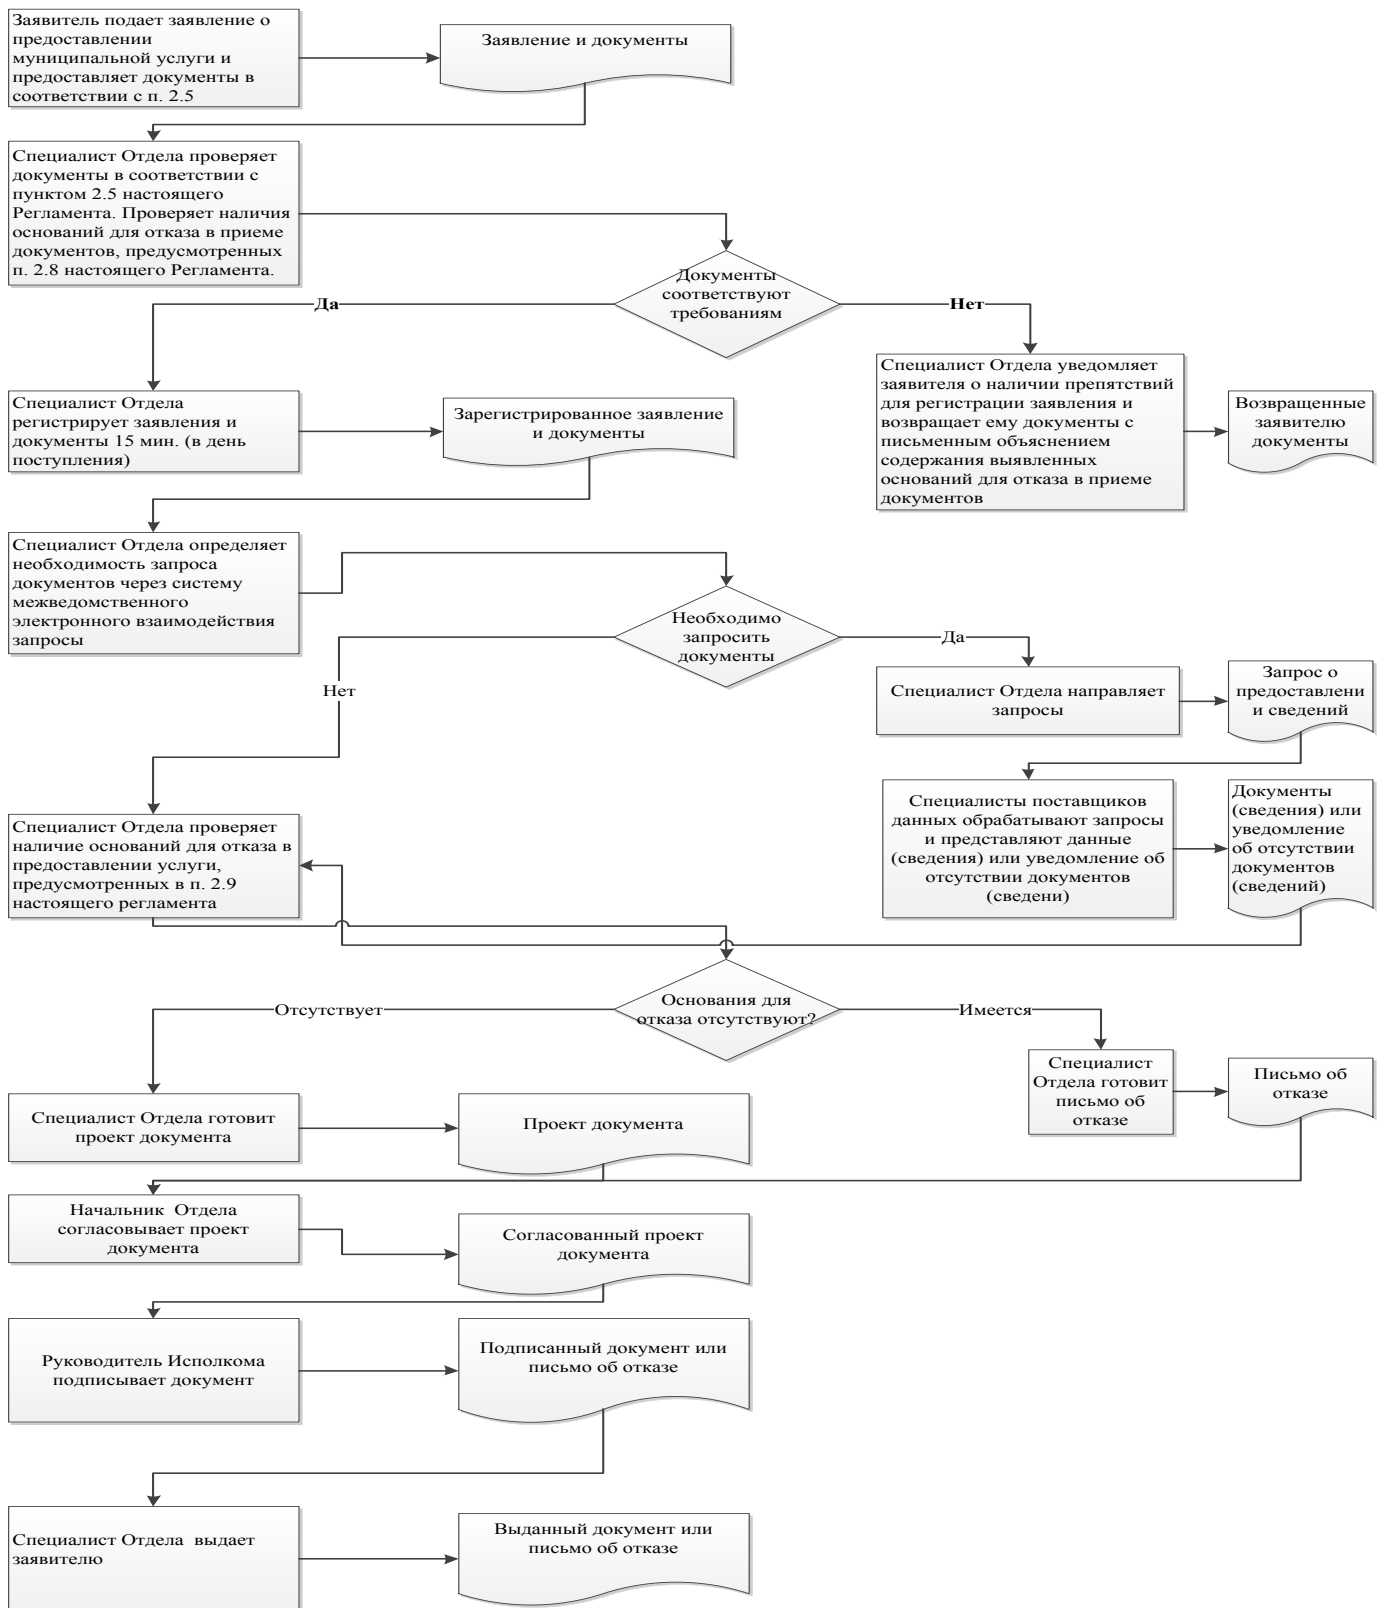 Заявитель подает заявление о
предоставлении
муниципальной услуги и
предоставляет документы в
соответствии с п. 2.5
Заявление и документы
Специалист Отдела проверяет
документы в соответствии с
пунктом 2.5 настоящего
Регламента. Проверяет наличия
оснований для отказа в приеме
документов, предусмотренных
п. 2.8 настоящего Регламента.
Документы
соответствуют
требованиям
Да
Нет
Специалист Отдела
регистрирует заявления и
документы 15 мин. (в день
поступления)
Зарегистрированное заявление
и документы
Специалист Отдела уведомляет
заявителя о наличии препятствий
для регистрации заявления и
возвращает ему документы с
письменным объяснением
содержания выявленных
оснований для отказа в приеме
документов
Возвращенные
заявителю
документы
Специалист Отдела определяет
необходимость запроса
документов через систему
межведомственного
электронного взаимодействия
запросы
Необходимо
запросить
документы
Да
Нет
Специалист Отдела направляет
запросы
Запрос о
предоставлени
и сведений
Специалисты поставщиков
данных обрабатывают запросы
и представляют данные
(сведения) или уведомление об
отсутствии документов
(сведени)
Документы
(сведения) или
уведомление
об отсутствии
документов
(сведений)
Специалист Отдела проверяет
наличие оснований для отказа в
предоставлении услуги,
предусмотренных в п. 2.9
настоящего регламента
Основания для
отказа отсутствуют?
Отсутствует
Имеется
Специалист
Отдела готовит
письмо об
отказе
Письмо об
отказе
Специалист Отдела готовит
проект документа
Проект документа
Начальник  Отдела
согласовывает проект
документа
Согласованный проект
документа
Руководитель Исполкома
подписывает документ
Подписанный документ или
письмо об отказе
Специалист Отдела  выдает
заявителю
Выданный документ или
письмо об отказе